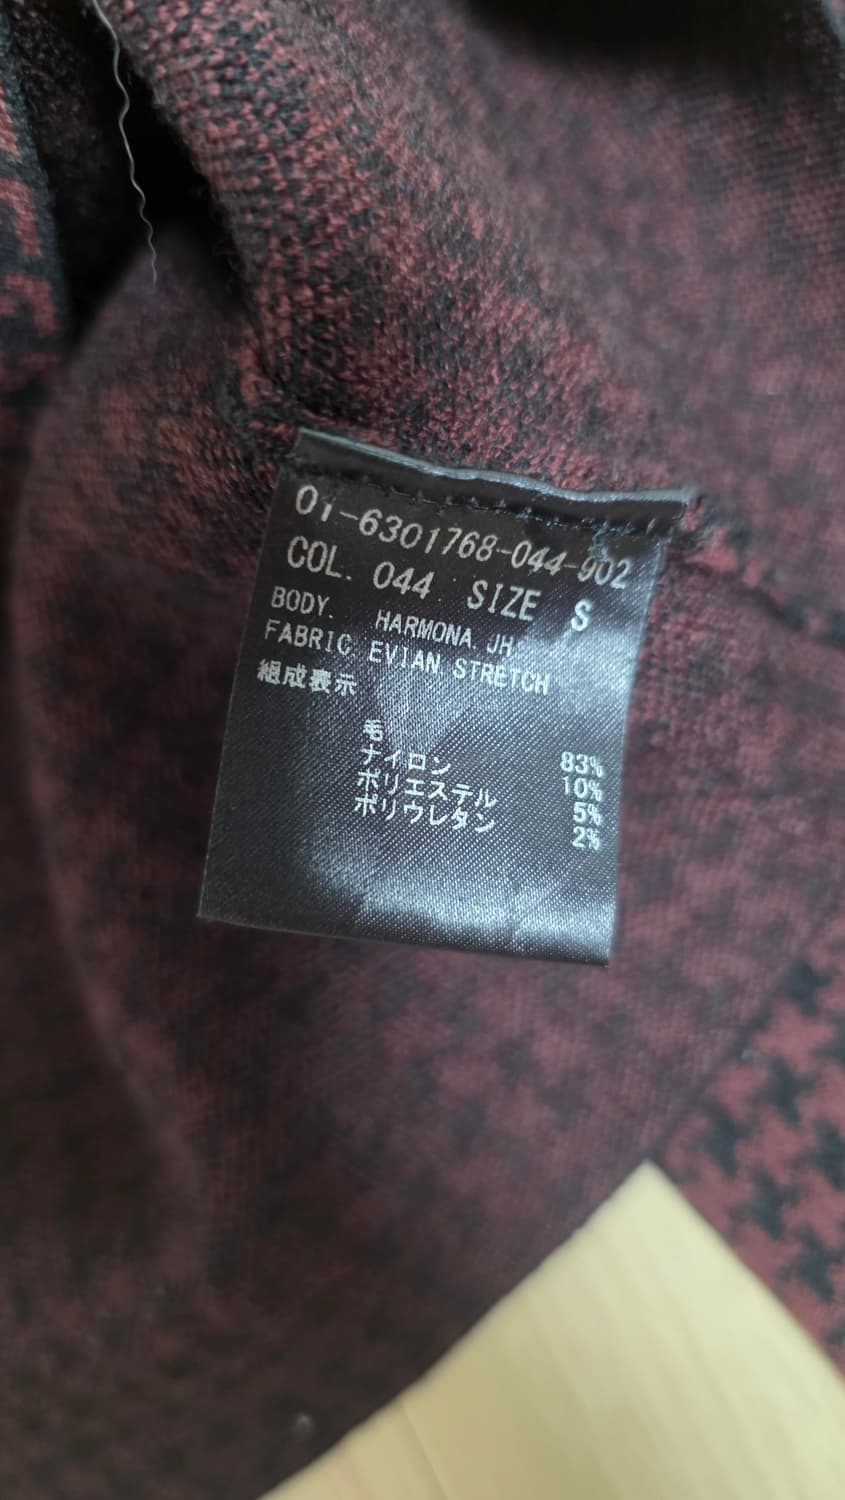 01-6301768-044-902
COL. 044 SIZE S
BODY. HARMONA.JH
FABRIC EVIAN.STRETCH
組成表示
毛 83%
ナイロン 10%
ポリエステル 5%
ポリウレタン 2%